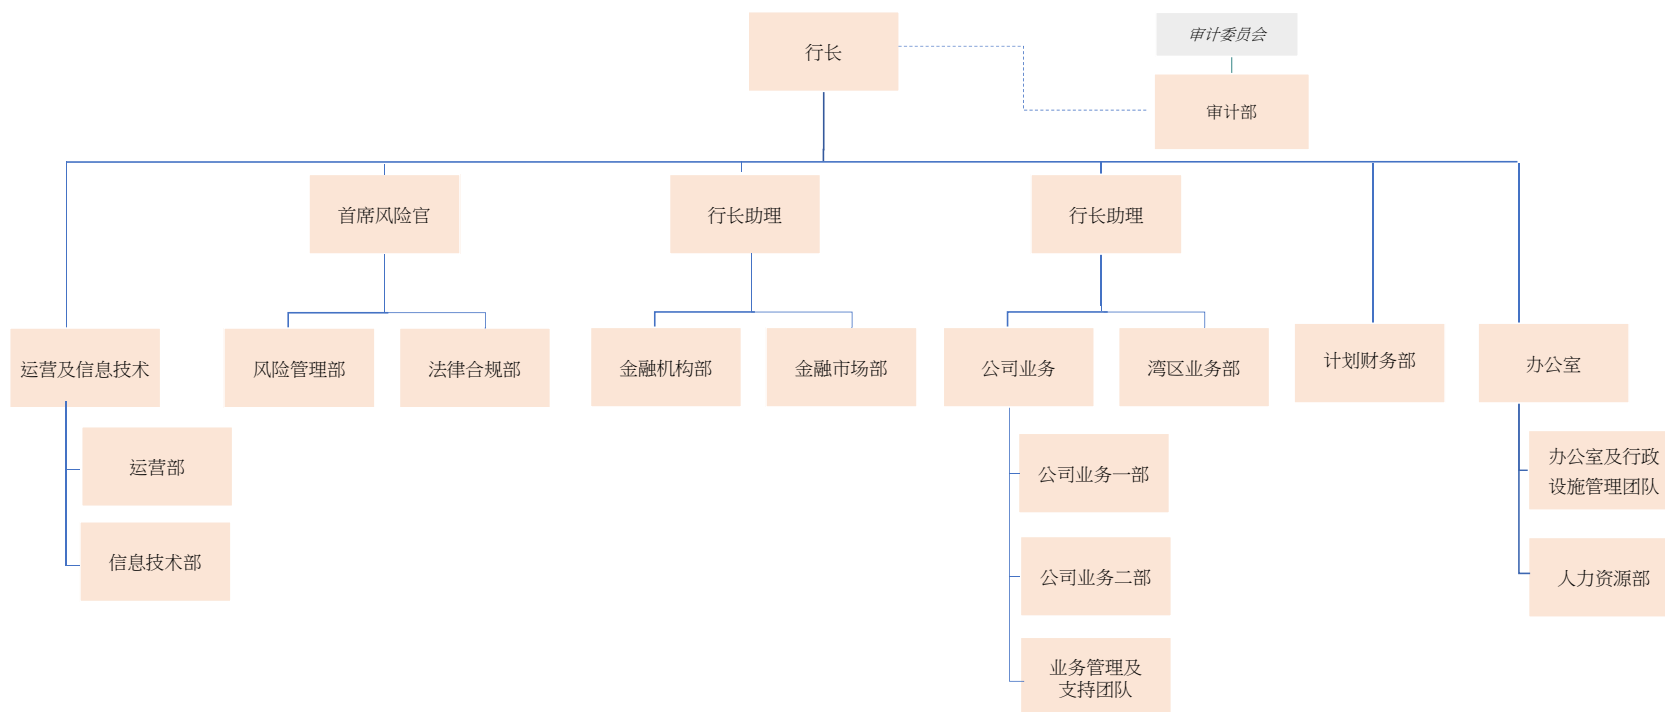 行长
审计委员会
审计部
首席风险官
行长助理
行长助理
运营及信息技术
风险管理部
法律合规部
金融机构部
金融市场部
公司业务
湾区业务部
计划财务部
办公室
运营部
信息技术部
公司业务一部
公司业务二部
业务管理及
支持团队
办公室及行政
设施管理团队
人力资源部